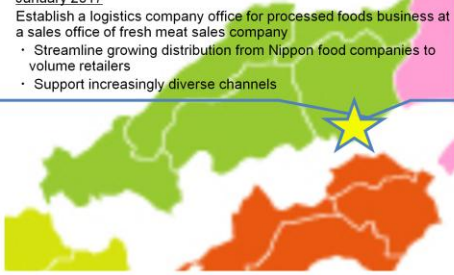 January 2017
Establish a logistics company office for processed foods business at
a sales office of fresh meat sales company
・ Streamline growing distribution from Nippon food companies to
volume retailers
・ Support increasingly diverse channels